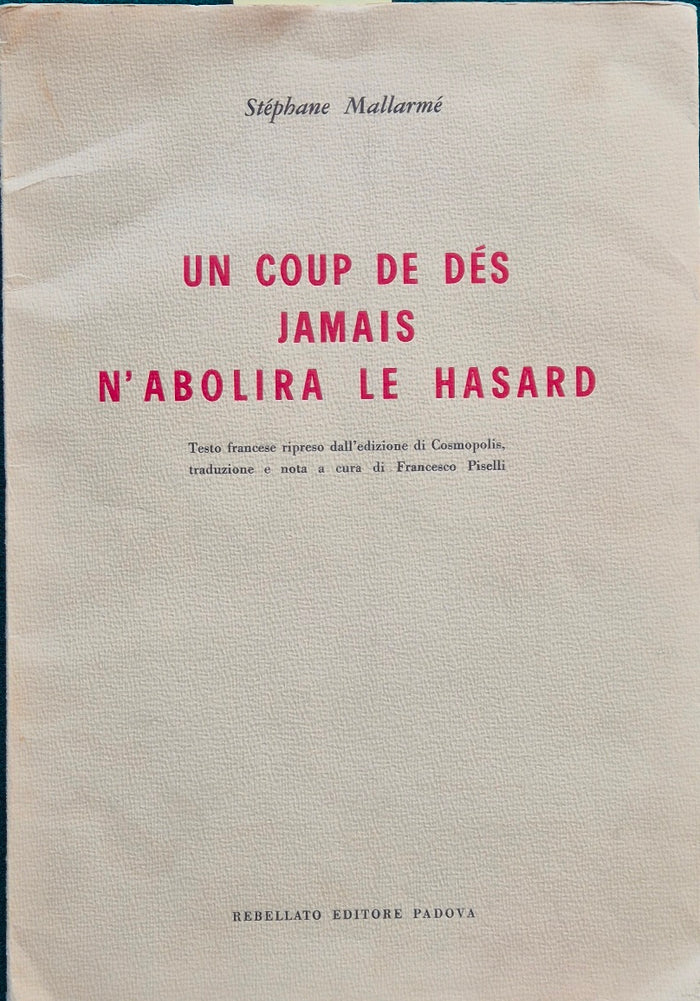 Stéphane Mallarmé
UN COUP DE DÉS
JAMAIS
N'ABOLIRA LE HASARD
Testo francese ripreso dall'edizione di Cosmopolis,
traduzione e nota a cura di Francesco Piselli
REBELLATO EDITORE PADOVA